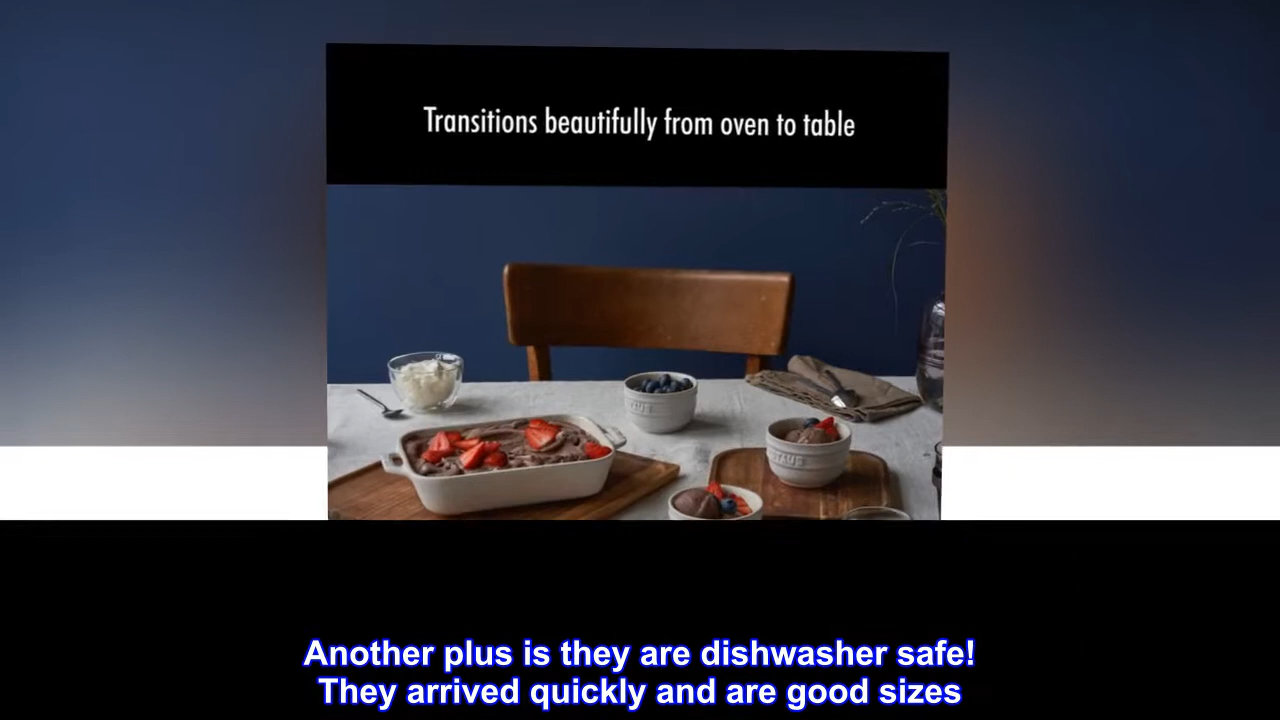 Transitions beautifully from oven to table
STAUB
Another plus is they are dishwasher safe!
They arrived quickly and are good sizes